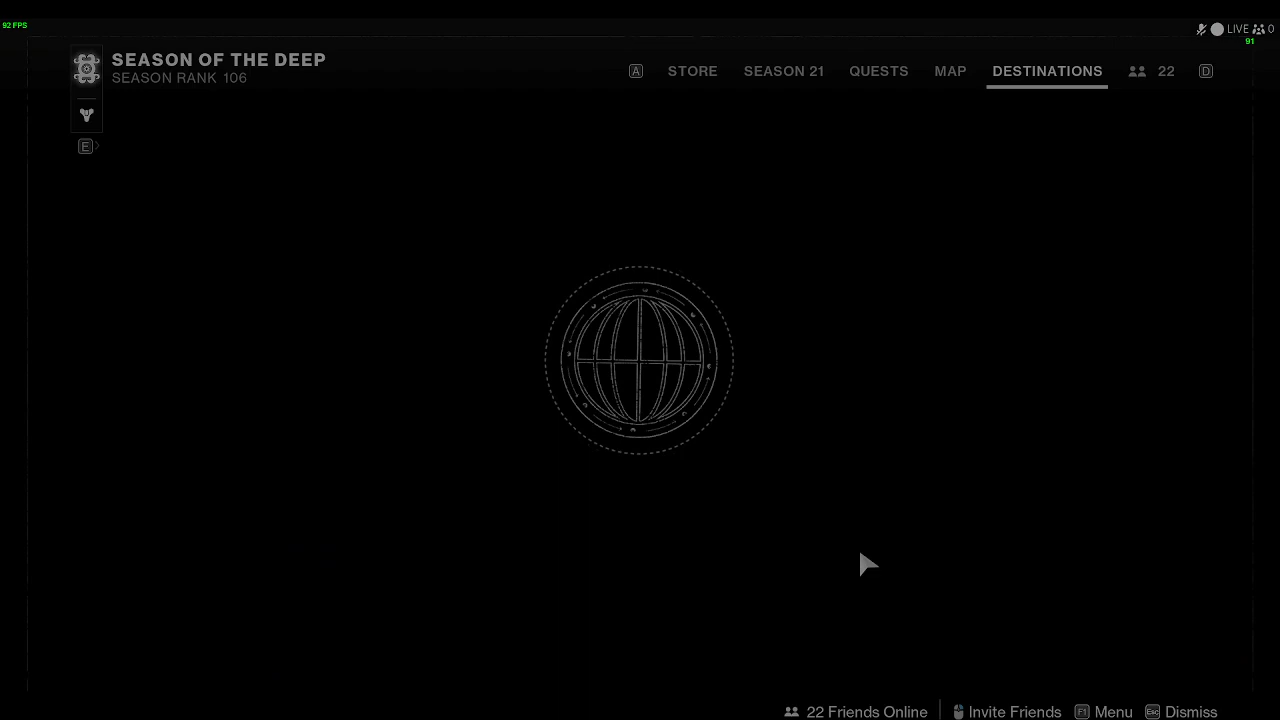 92 FPS
LIVE 0
91
SEASON OF THE DEEP
SEASON RANK 106
A STORE SEASON 21 QUESTS MAP DESTINATIONS 22 D
E
22 Friends Online Invite Friends F1 Menu Esc Dismiss